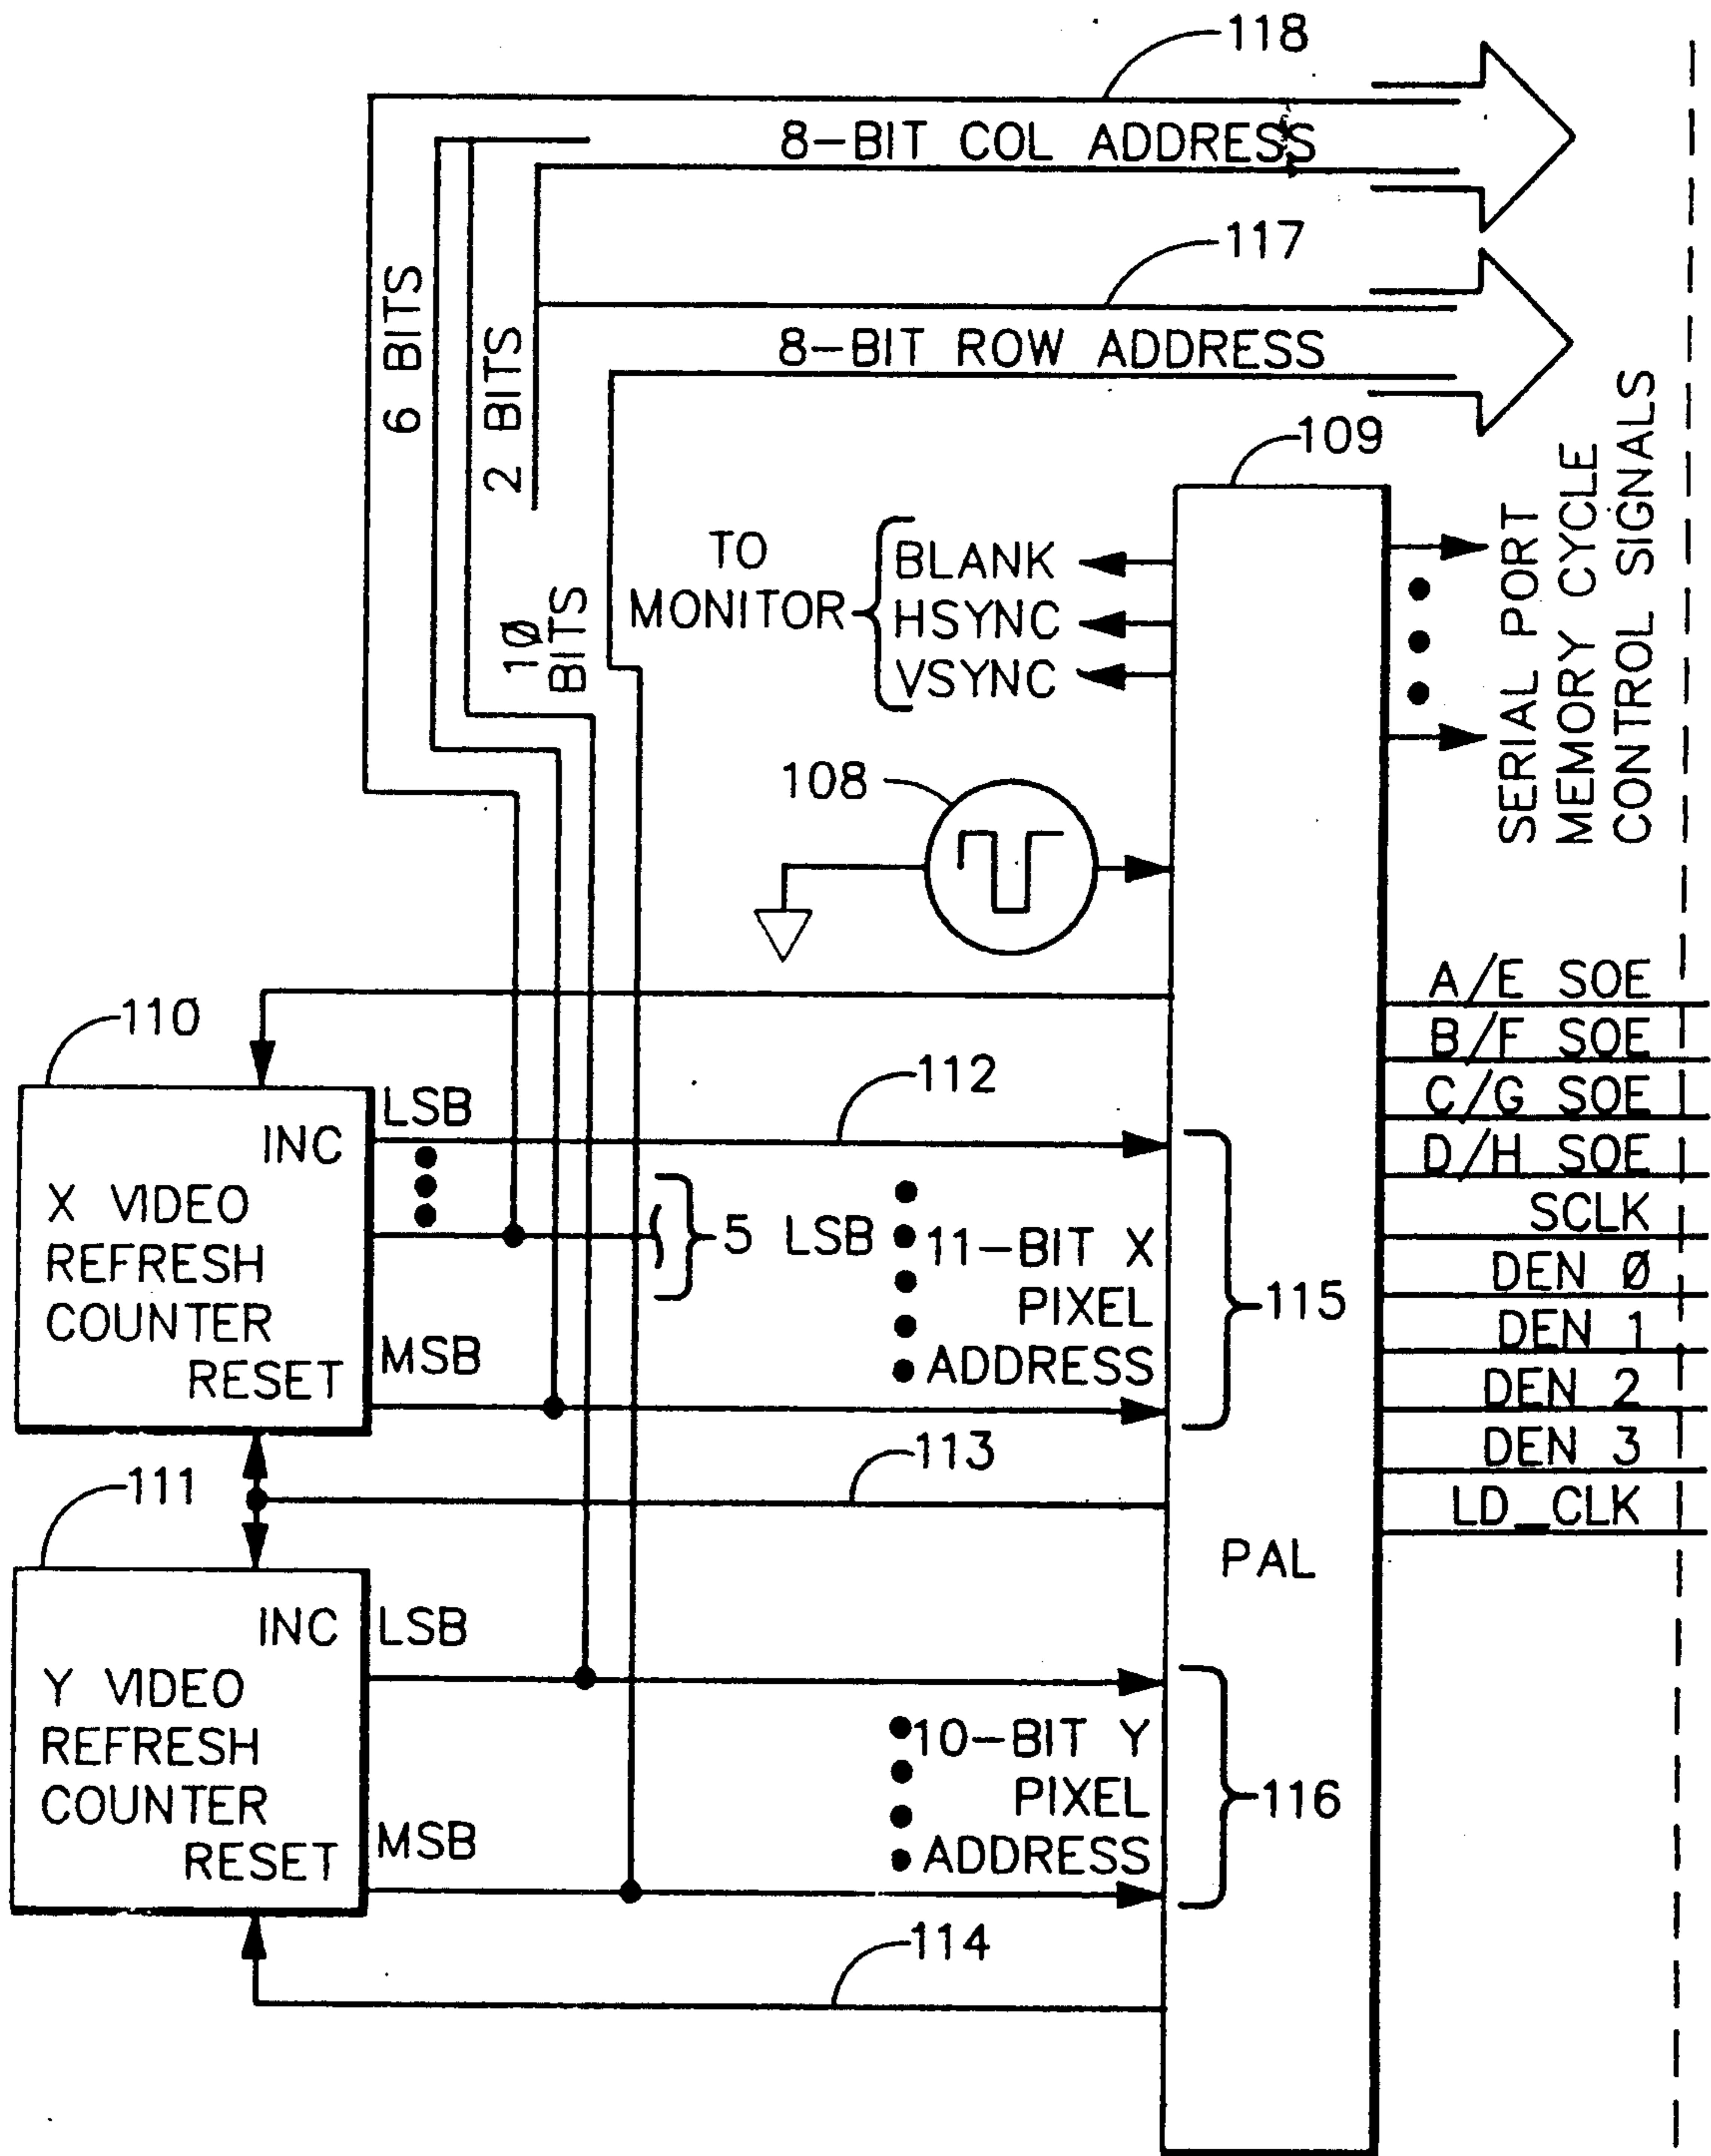 118
8-BIT COL ADDRESS
117
8-BIT ROW ADDRESS
6 BITS
2 BITS
10
BITS
109
TO
MONITOR
BLANK
HSYNC
VSYNC
SERIAL PORT
MEMORY CYCLE
CONTROL SIGNALS
108
110
INC
X VIDEO
REFRESH
COUNTER
RESET
LSB
MSB
112
5 LSB
11-BIT X
PIXEL
ADDRESS
115
113
A/E SOE
B/F SOE
C/G SOE
D/H SOE
SCLK
DEN Ø
DEN 1
DEN 2
DEN 3
LD_CLK
PAL
111
INC
Y VIDEO
REFRESH
COUNTER
RESET
LSB
MSB
10-BIT Y
PIXEL
ADDRESS
116
114